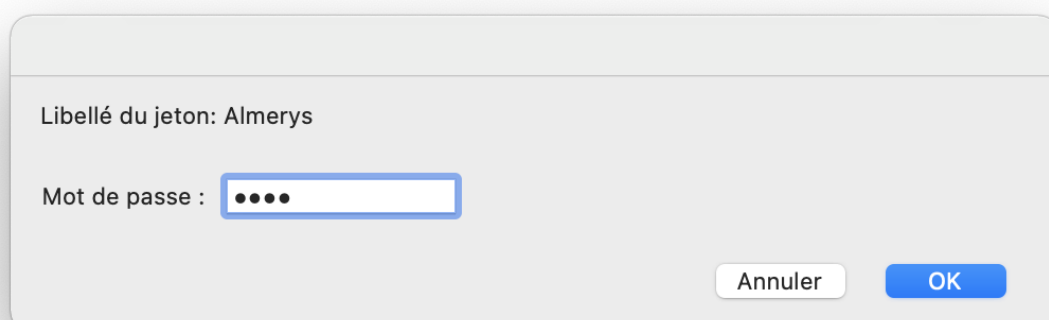 Libellé du jeton: Almerys
Mot de passe : ••••
Annuler
OK